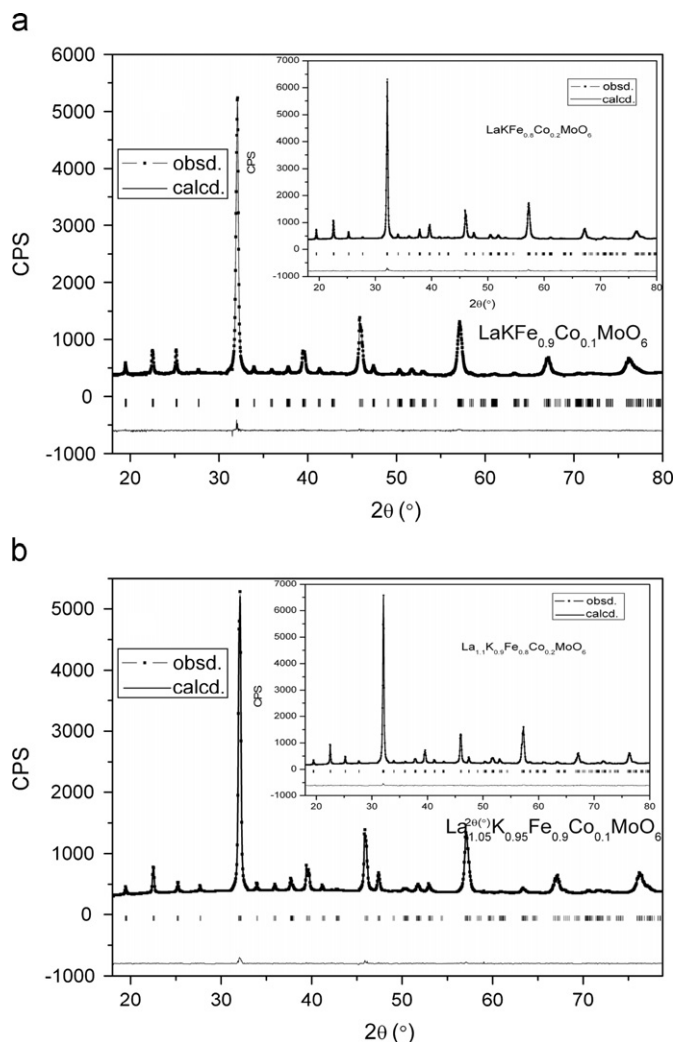 a
6000
5000
4000
3000
2000
1000
0
-1000
CPS
obsd.
calcd.
7000
6000
5000
4000
3000
2000
1000
0
-1000
CPS
obsd.
calcd.
LaKFe0.8Co0.2MoO6
20 30 40 50 60 70 80
2θ(°)
LaKFe0.9Co0.1MoO6
20 30 40 50 60 70 80
2θ (°)
b
5000
4000
3000
2000
1000
0
-1000
CPS
obsd.
calcd.
7000
6000
5000
4000
3000
2000
1000
0
-1000
CPS
obsd.
calcd.
La1.1K0.9Fe0.8Co0.2MoO6
20 30 40 50 60 70 80
2θ(°)
La1.05K0.95Fe0.9Co0.1MoO6
20 30 40 50 60 70
2θ (°)